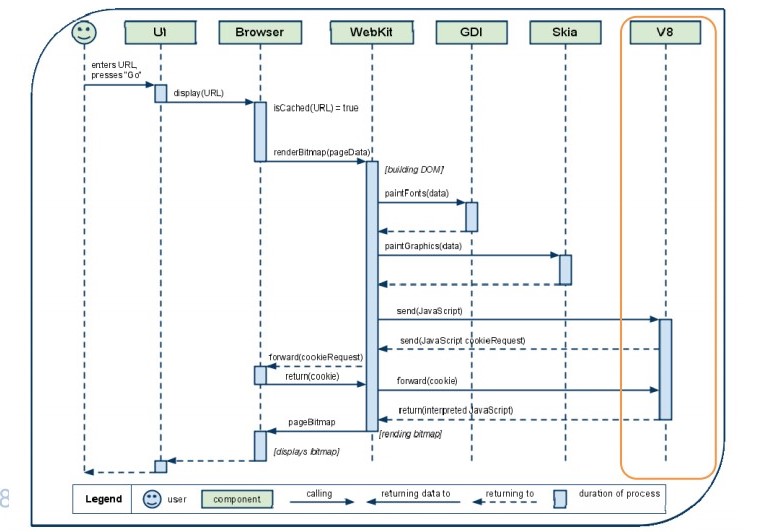 UI
Browser
WebKit
GDI
Skia
V8
enters URL,
presses "Go"
display(URL)
isCached(URL) = true
renderBitmap(pageData)
[building DOM]
paintFonts(data)
paintGraphics(data)
send(JavaScript)
send(JavaScript cookieRequest)
forward(cookieRequest)
return(cookie)
forward(cookie)
return(interpreted JavaScript)
pageBitmap
[rending bitmap]
[displays bitmap]
8
Legend
user
component
calling
returning data to
returning to
duration of process